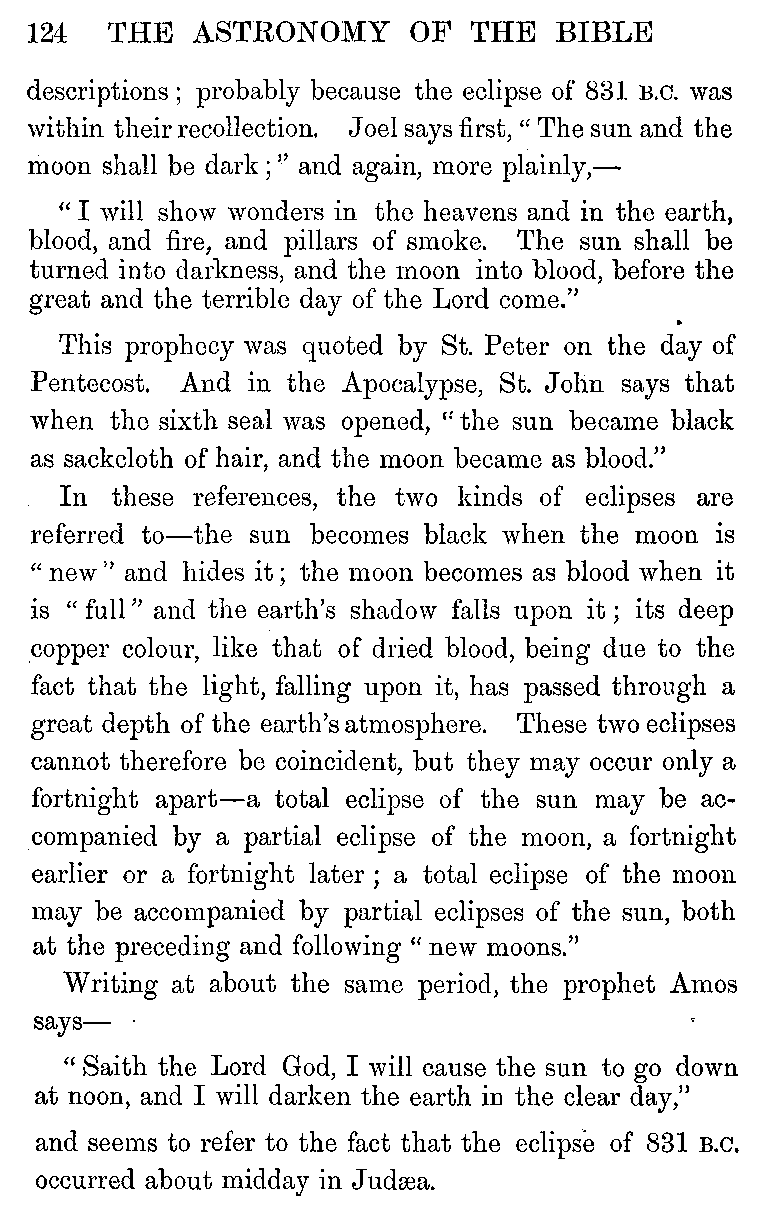 124 THE ASTRONOMY OF THE BIBLE
descriptions; probably because the eclipse of 831 B.C. was
within their recollection. Joel says first, “The sun and the
moon shall be dark;” and again, more plainly,—
“I will show wonders in the heavens and in the earth,
blood, and fire, and pillars of smoke. The sun shall be
turned into darkness, and the moon into blood, before the
great and the terrible day of the Lord come.”
This prophecy was quoted by St. Peter on the day of
Pentecost. And in the Apocalypse, St. John says that
when the sixth seal was opened, “the sun became black
as sackcloth of hair, and the moon became as blood.”
In these references, the two kinds of eclipses are
referred to—the sun becomes black when the moon is
“new” and hides it; the moon becomes as blood when it
is “full” and the earth’s shadow falls upon it; its deep
copper colour, like that of dried blood, being due to the
fact that the light, falling upon it, has passed through a
great depth of the earth’s atmosphere. These two eclipses
cannot therefore be coincident, but they may occur only a
fortnight apart—a total eclipse of the sun may be ac-
companied by a partial eclipse of the moon, a fortnight
earlier or a fortnight later; a total eclipse of the moon
may be accompanied by partial eclipses of the sun, both
at the preceding and following “new moons.”
Writing at about the same period, the prophet Amos
says—
“Saith the Lord God, I will cause the sun to go down
at noon, and I will darken the earth in the clear day,”
and seems to refer to the fact that the eclipse of 831 B.C.
occurred about midday in Judæa.